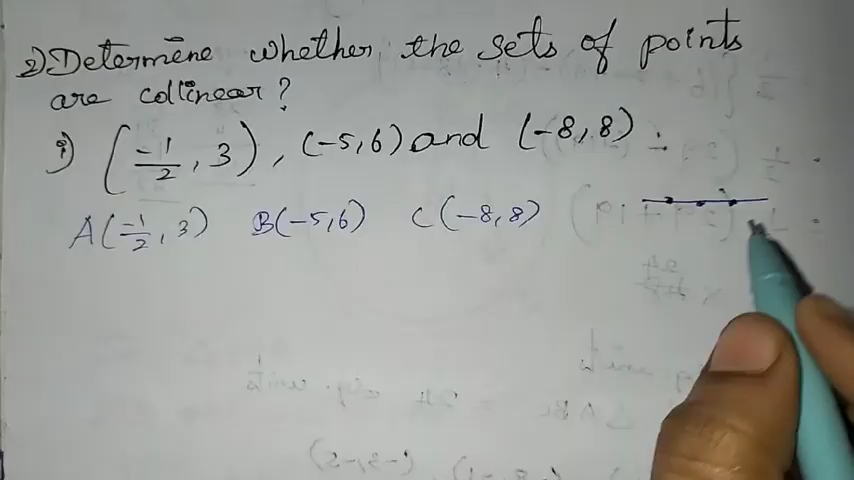 2) Determine whether the sets of points
are collinear?
i) (-1/2, 3), (-5,6) and (-8,8) :
A(-1/2, 3) B(-5,6) C(-8,8)